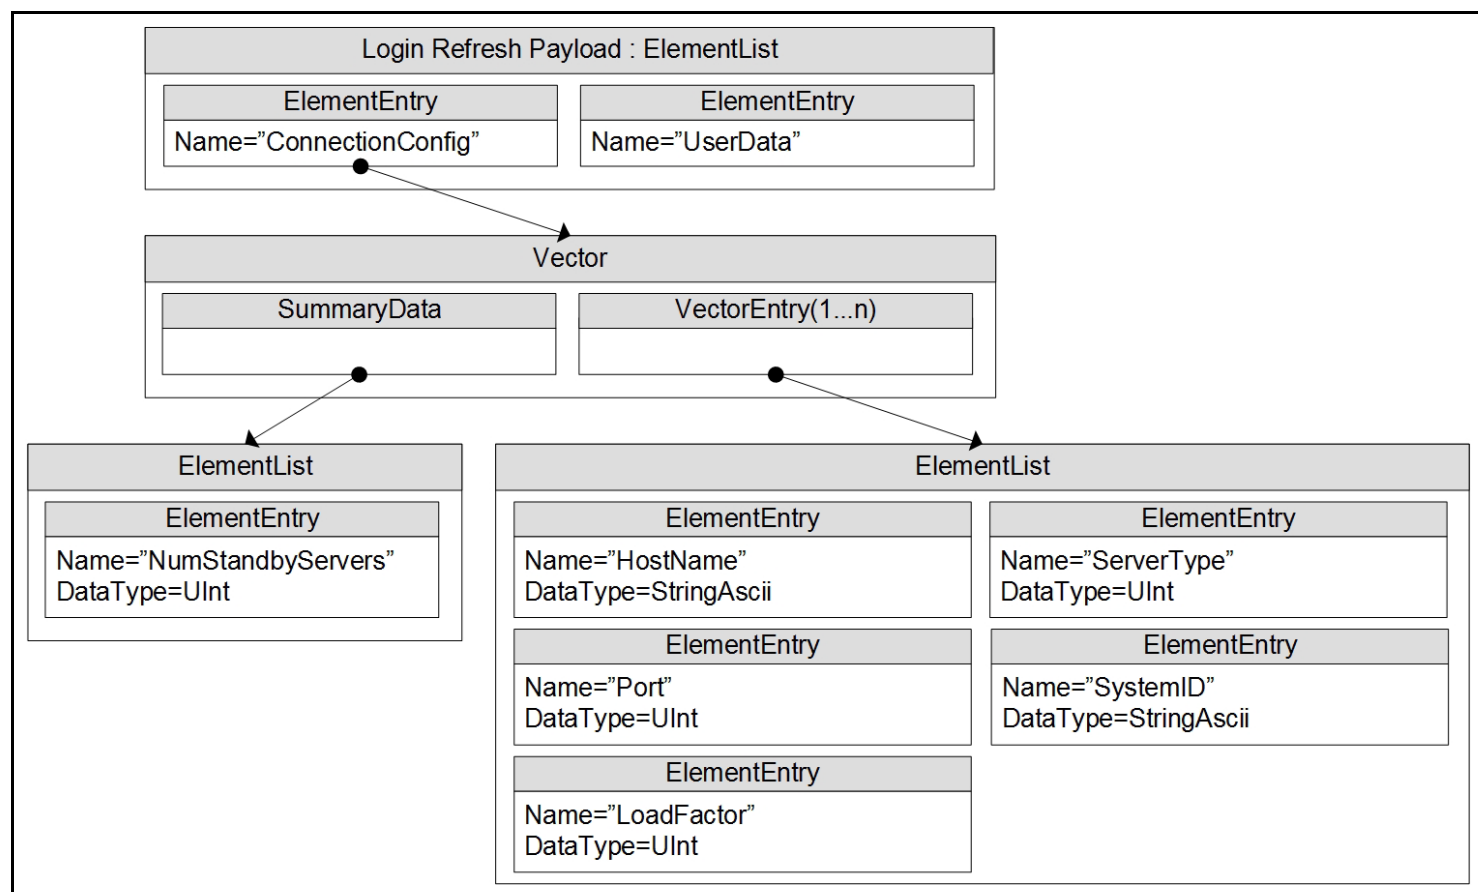 Login Refresh Payload : ElementList
ElementEntry
Name=”ConnectionConfig”
ElementEntry
Name=”UserData”
Vector
SummaryData
VectorEntry(1...n)
ElementList
ElementEntry
Name=”NumStandbyServers”
DataType=UInt
ElementList
ElementEntry
Name=”HostName”
DataType=StringAscii
ElementEntry
Name=”ServerType”
DataType=UInt
ElementEntry
Name=”Port”
DataType=UInt
ElementEntry
Name=”SystemID”
DataType=StringAscii
ElementEntry
Name=”LoadFactor”
DataType=UInt